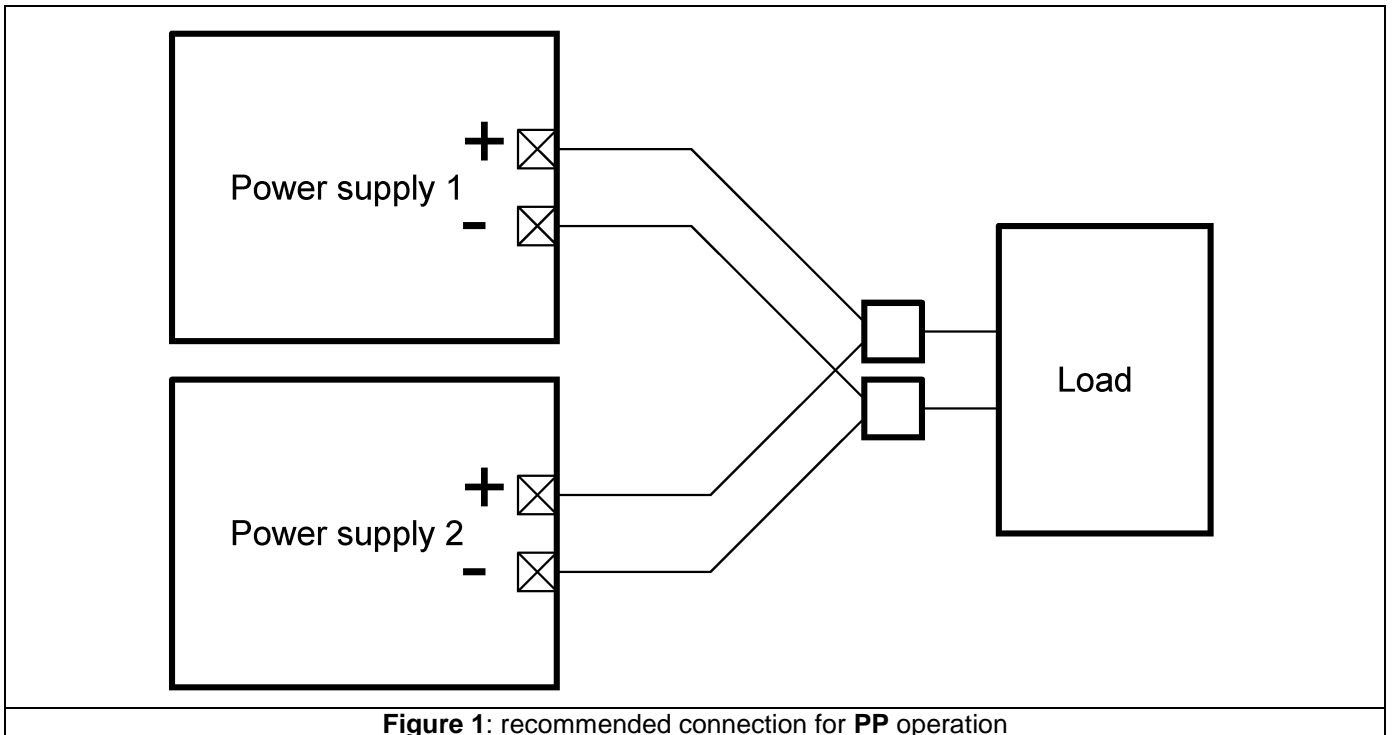 +
Power supply 1
-
+
Power supply 2
-
Load
Figure 1: recommended connection for PP operation